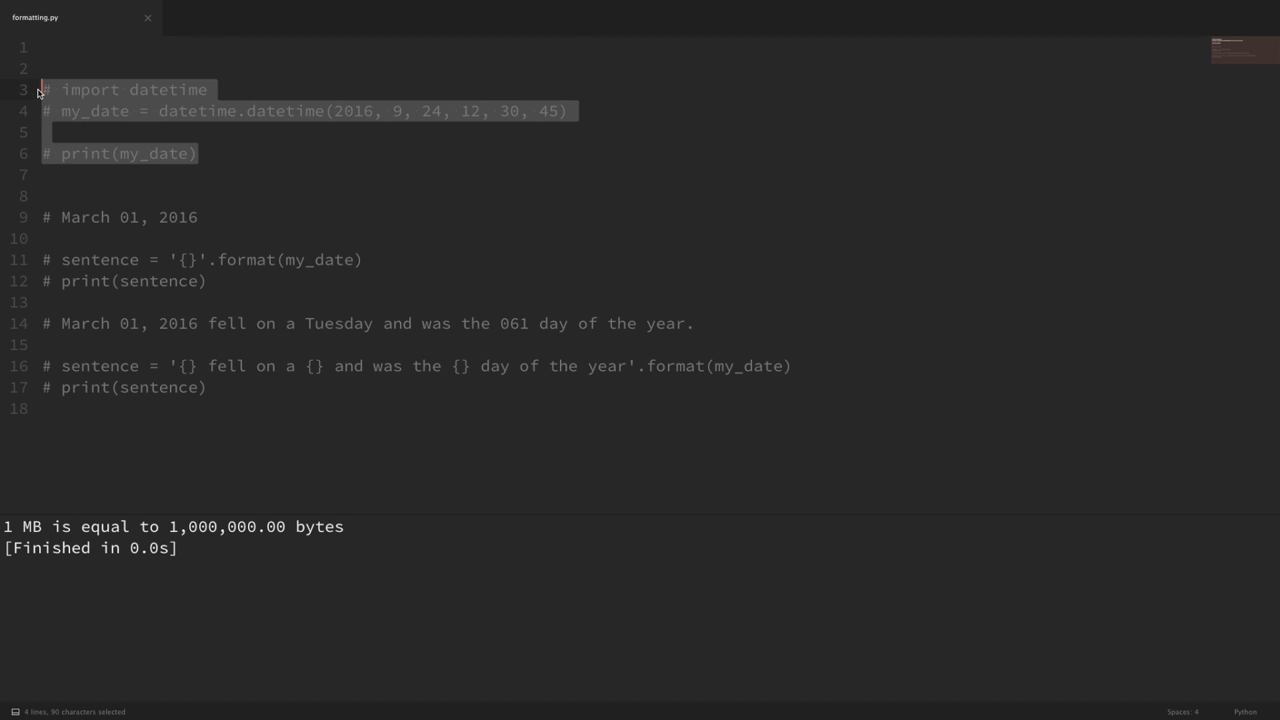 formatting.py ×
1
2
3 # import datetime
4 # my_date = datetime.datetime(2016, 9, 24, 12, 30, 45)
5
6 # print(my_date)
7
8
9 # March 01, 2016
10
11 # sentence = '{}'.format(my_date)
12 # print(sentence)
13
14 # March 01, 2016 fell on a Tuesday and was the 061 day of the year.
15
16 # sentence = '{} fell on a {} and was the {} day of the year'.format(my_date)
17 # print(sentence)
18
1 MB is equal to 1,000,000.00 bytes
[Finished in 0.0s]
4 lines, 90 characters selected Spaces: 4 Python